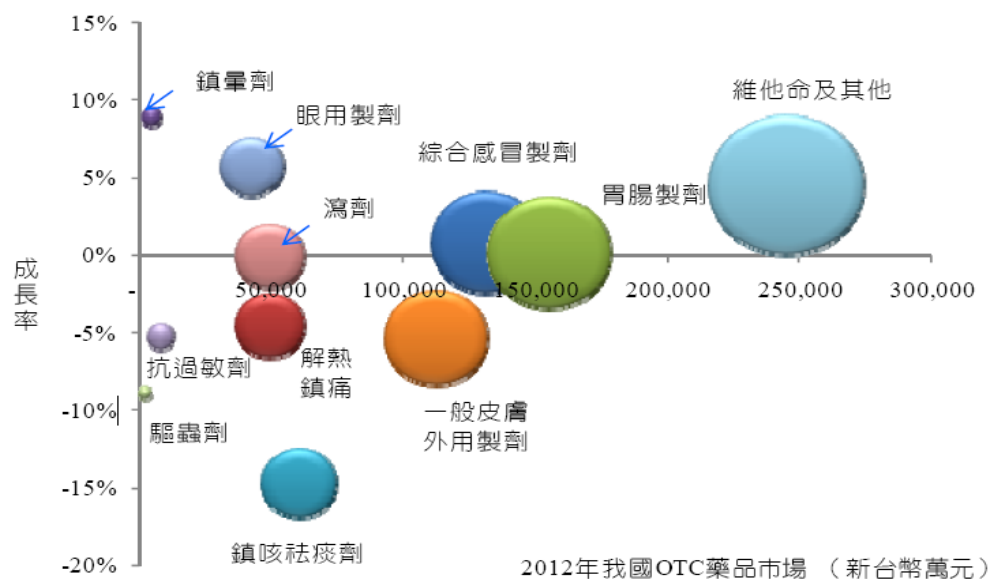 15%
鎮暈劑
維他命及其他
10%
眼用製劑
綜合感冒製劑
5%
胃腸製劑
瀉劑
0%
成長率
- 50,000 100,000 150,000 200,000 250,000 300,000
-5%
抗過敏劑
解熱
鎮痛
-10%
一般皮膚
外用製劑
驅蟲劑
-15%
鎮咳祛痰劑
-20%
2012年我國OTC藥品市場 （新台幣萬元）